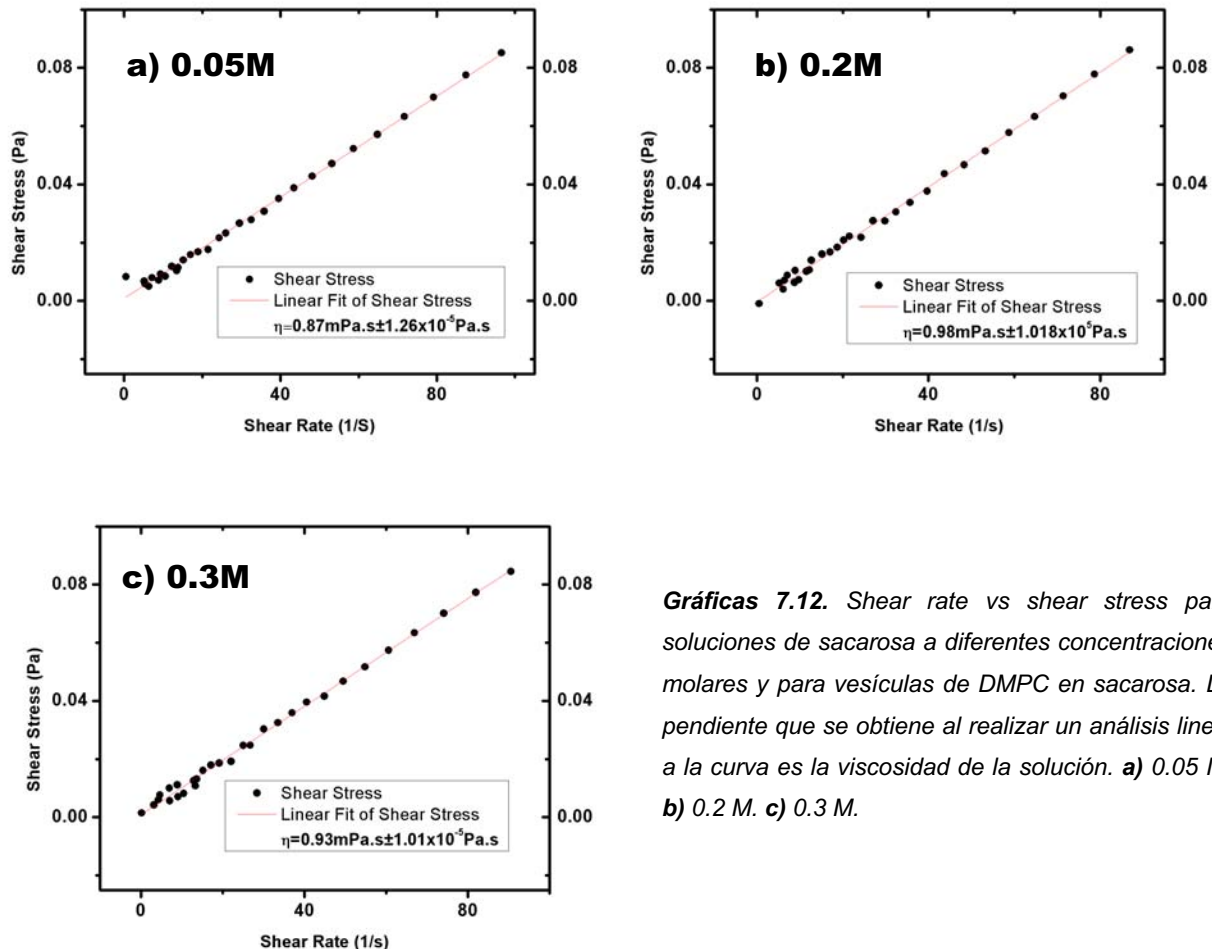 a) 0.05M
0.08
0.04
0.00
0.08
0.04
0.00
Shear Stress (Pa)
Shear Stress
Linear Fit of Shear Stress
η=0.87mPa.s±1.26x10⁻⁵Pa.s
0 40 80
Shear Rate (1/S)
b) 0.2M
0.08
0.04
0.00
0.08
0.04
0.00
Shear Stress (Pa)
Shear Stress
Linear Fit of Shear Stress
η=0.98mPa.s±1.018x10⁵Pa.s
0 40 80
Shear Rate (1/s)
c) 0.3M
0.08
0.04
0.00
0.08
0.04
0.00
Shear Stress (Pa)
Shear Stress
Linear Fit of Shear Stress
η=0.93mPa.s±1.01x10⁻⁵Pa.s
0 40 80
Shear Rate (1/s)
Gráficas 7.12. Shear rate vs shear stress
soluciones de sacarosa a diferentes
molares y para vesículas de DMPC en sacarosa.
pendiente que se obtiene al realizar un análisis
a la curva es la viscosidad de la solución. a) 0.05
b) 0.2 M. c) 0.3 M.